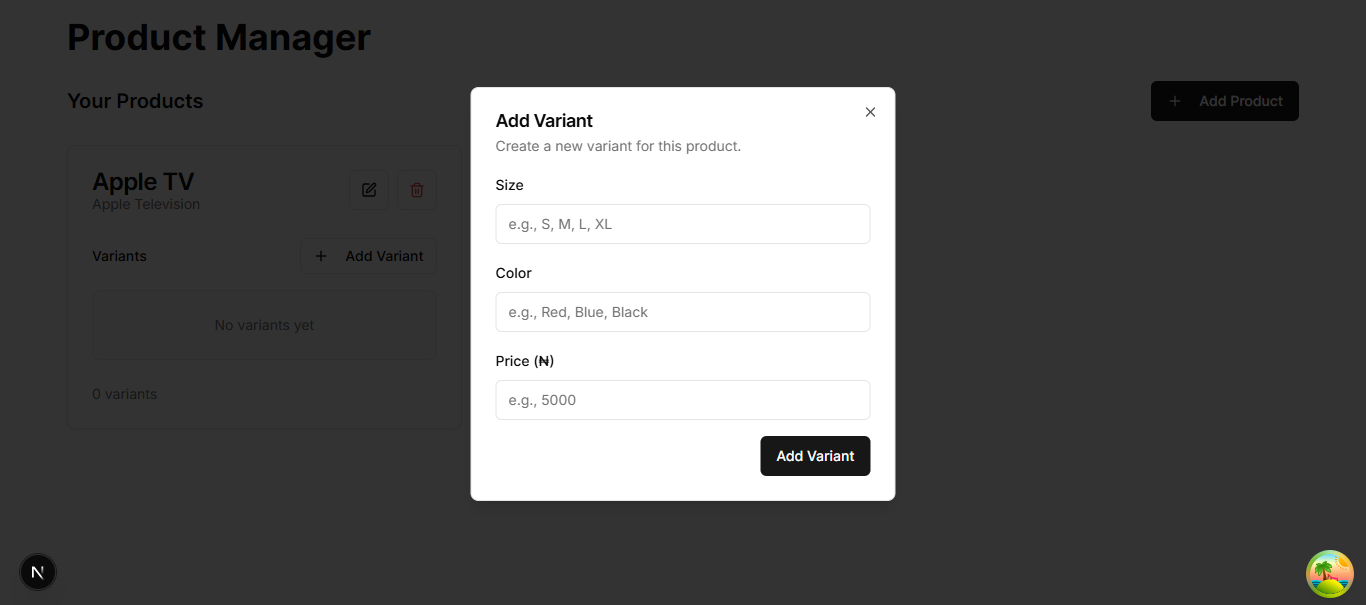 Product Manager
Your Products
+ Add Product
Apple TV
Apple Television
Variants
+ Add Variant
No variants yet
0 variants
Add Variant
Create a new variant for this product.
Size
e.g., S, M, L, XL
Color
e.g., Red, Blue, Black
Price (₦)
e.g., 5000
Add Variant
N